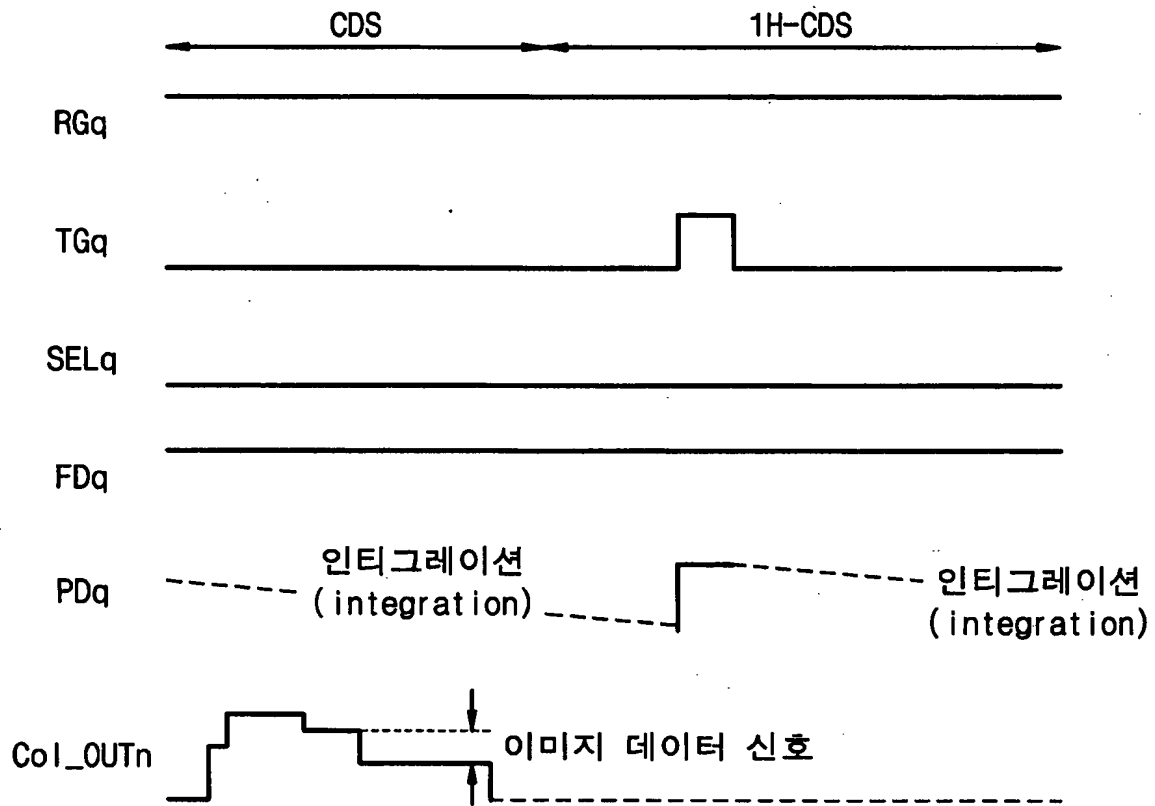 CDS
1H-CDS
RGq
TGq
SELq
FDq
PDq
인티그레이션
(integration)
인티그레이션
(integration)
Col_OUTn
이미지 데이터 신호